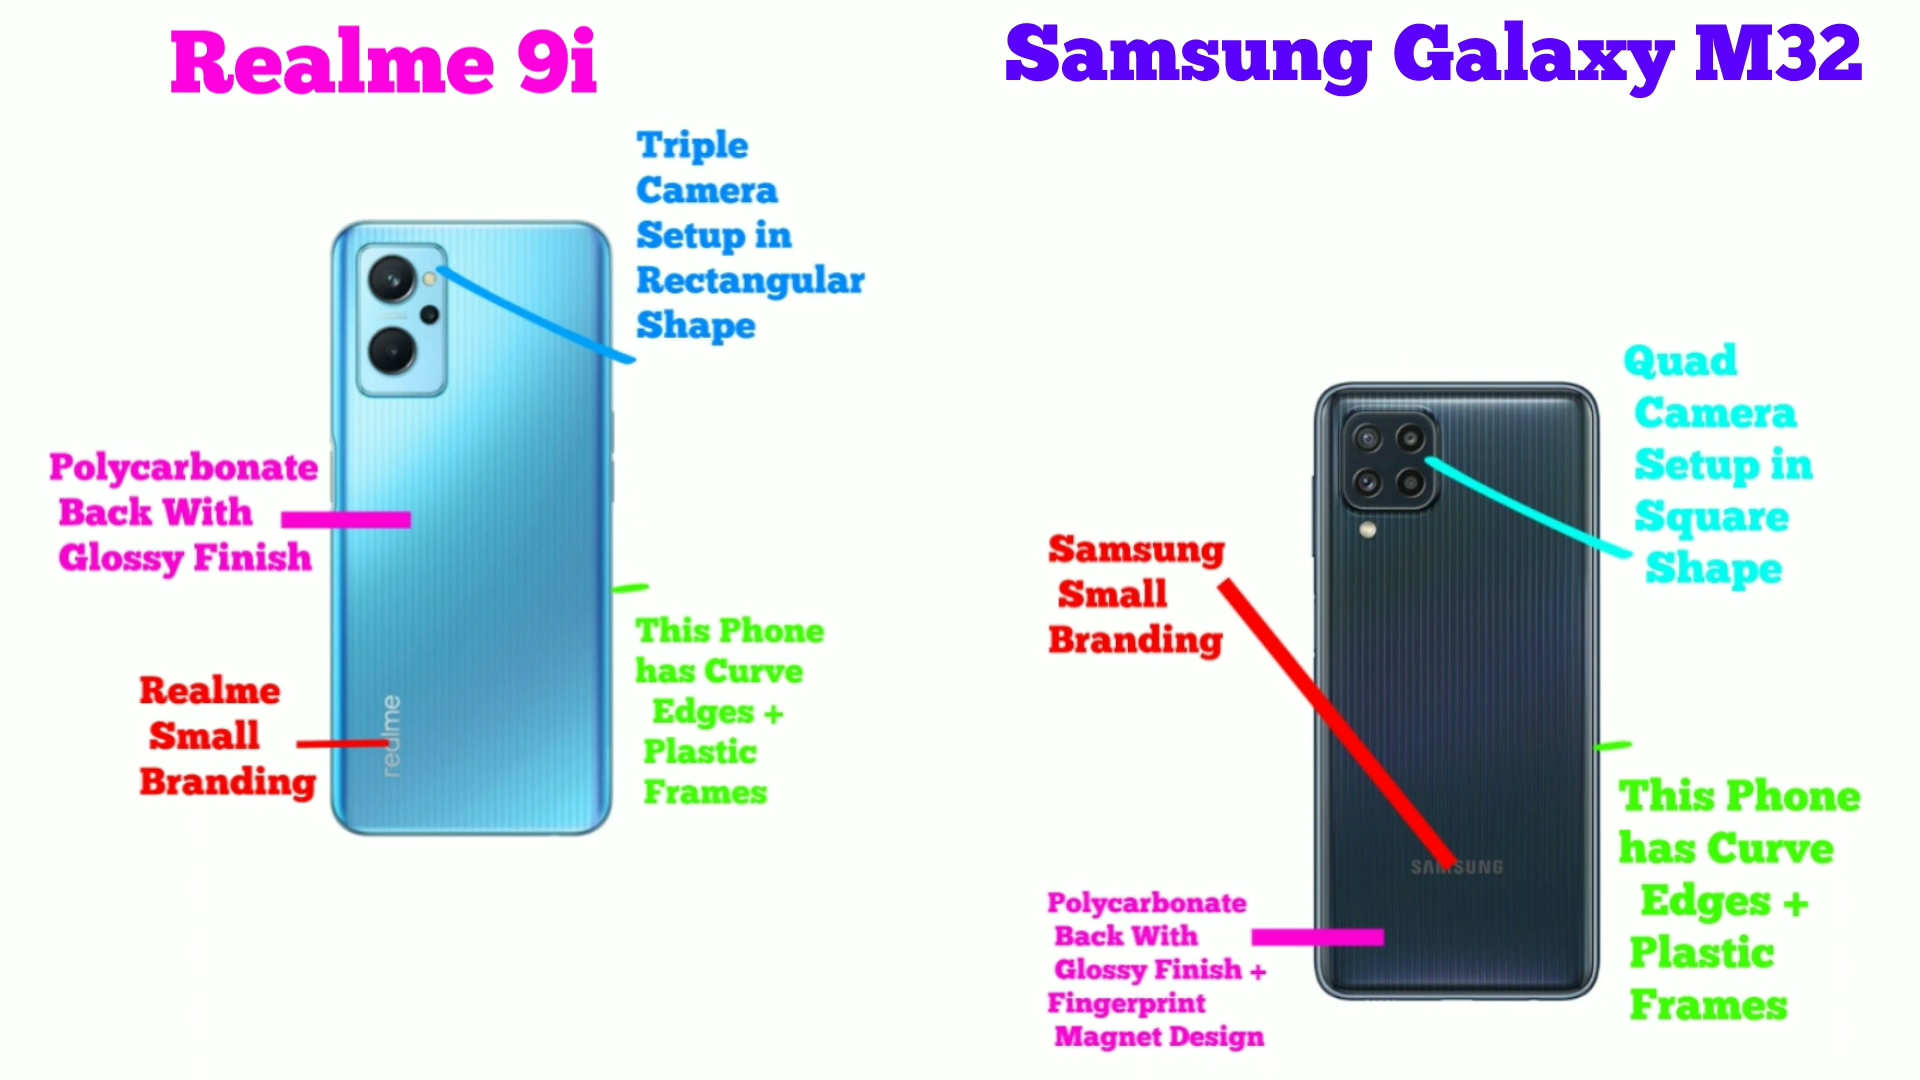 Realme 9i
Samsung Galaxy M32
Triple
Camera
Setup in
Rectangular
Shape
Polycarbonate
Back With
Glossy Finish
Realme
Small
Branding
realme
This Phone
has Curve
Edges +
Plastic
Frames
Quad
Camera
Setup in
Square
Shape
Samsung
Small
Branding
SAMSUNG
This Phone
has Curve
Edges +
Plastic
Frames
Polycarbonate
Back With
Glossy Finish +
Fingerprint
Magnet Design